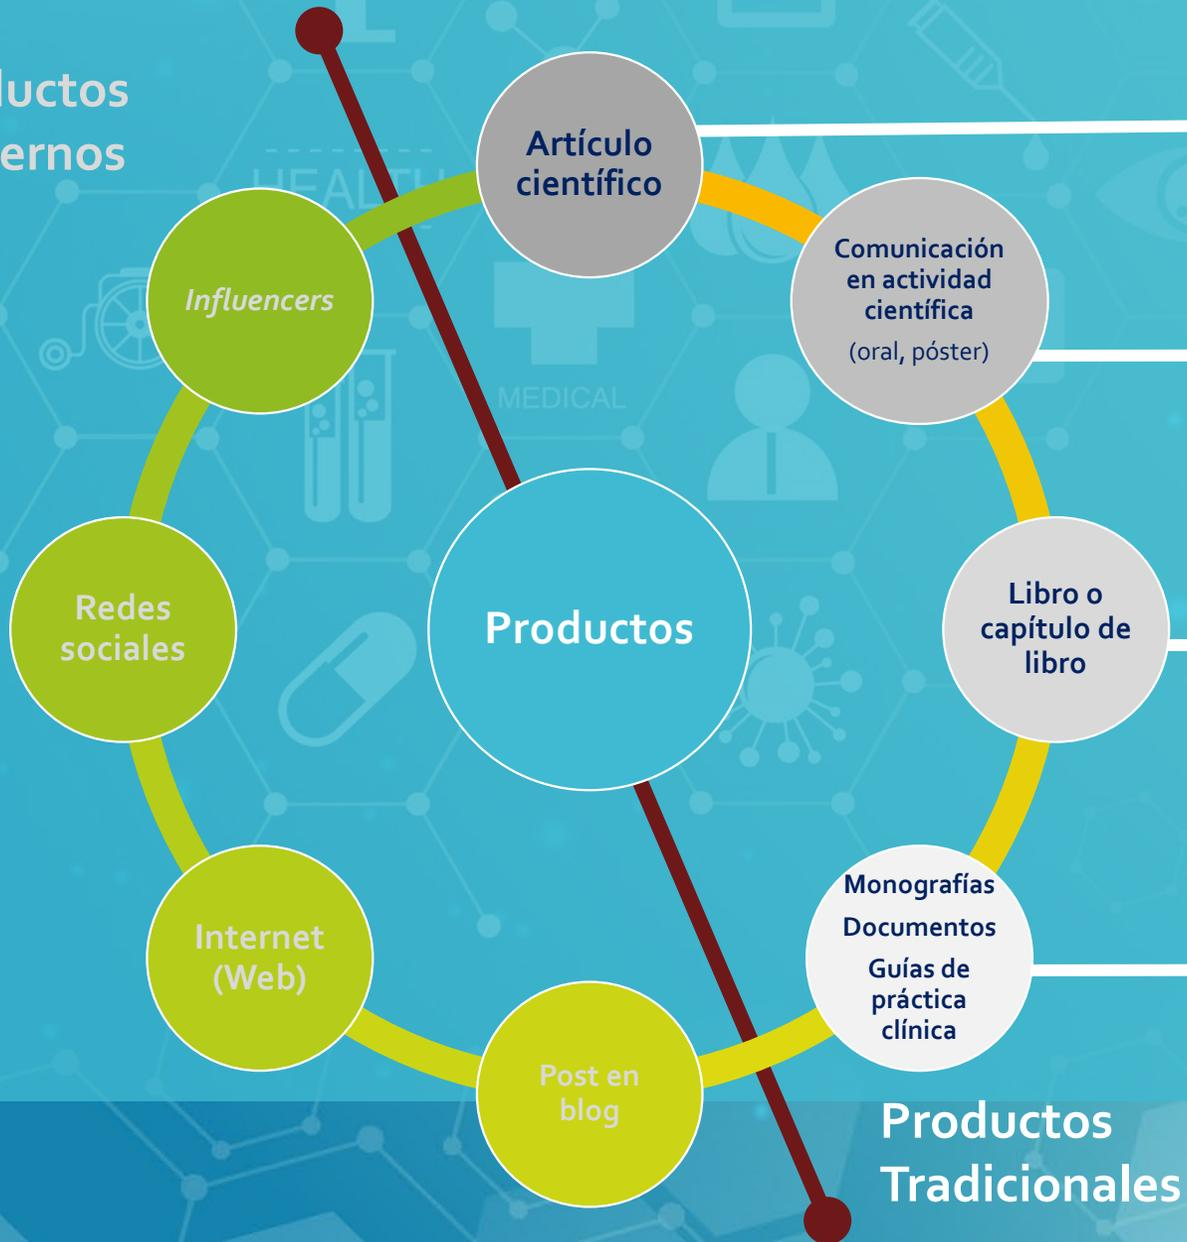 ductos
ernos
HEALTH
MEDICAL
Artículo
científico
Comunicación
en actividad
científica
(oral, póster)
Libro o
capítulo de
libro
Monografías
Documentos
Guías de
práctica
clínica
Post en
blog
Internet
(Web)
Redes
sociales
Influencers
Productos
Productos
Tradicionales